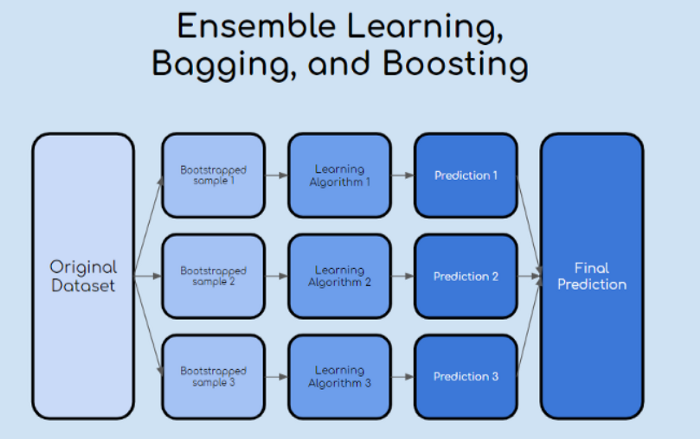 Ensemble Learning,
Bagging, and Boosting
Original
Dataset
Bootstrapped
sample 1
Learning
Algorithm 1
Prediction 1
Bootstrapped
sample 2
Learning
Algorithm 2
Prediction 2
Bootstrapped
sample 3
Learning
Algorithm 3
Prediction 3
Final
Prediction